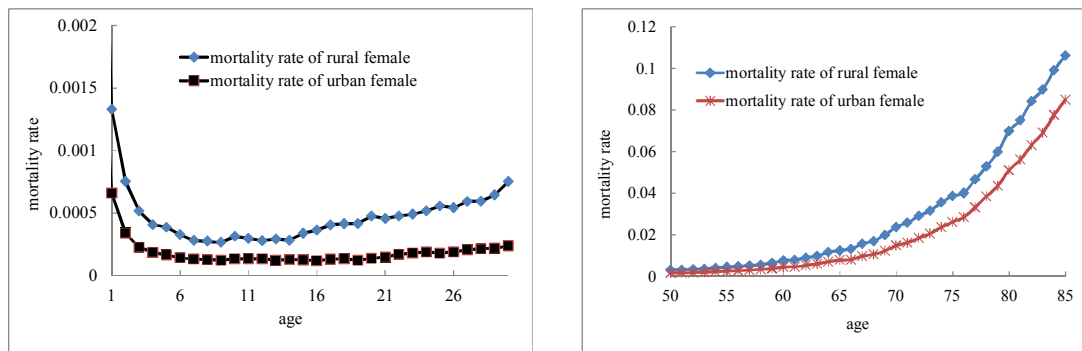 0.002
0.0015
0.001
0.0005
0
mortality rate
mortality rate of rural female
mortality rate of urban female
1 6 11 16 21 26
age
0.12
0.1
0.08
0.06
0.04
0.02
0
mortality rate
mortality rate of rural female
mortality rate of urban female
50 55 60 65 70 75 80 85
age